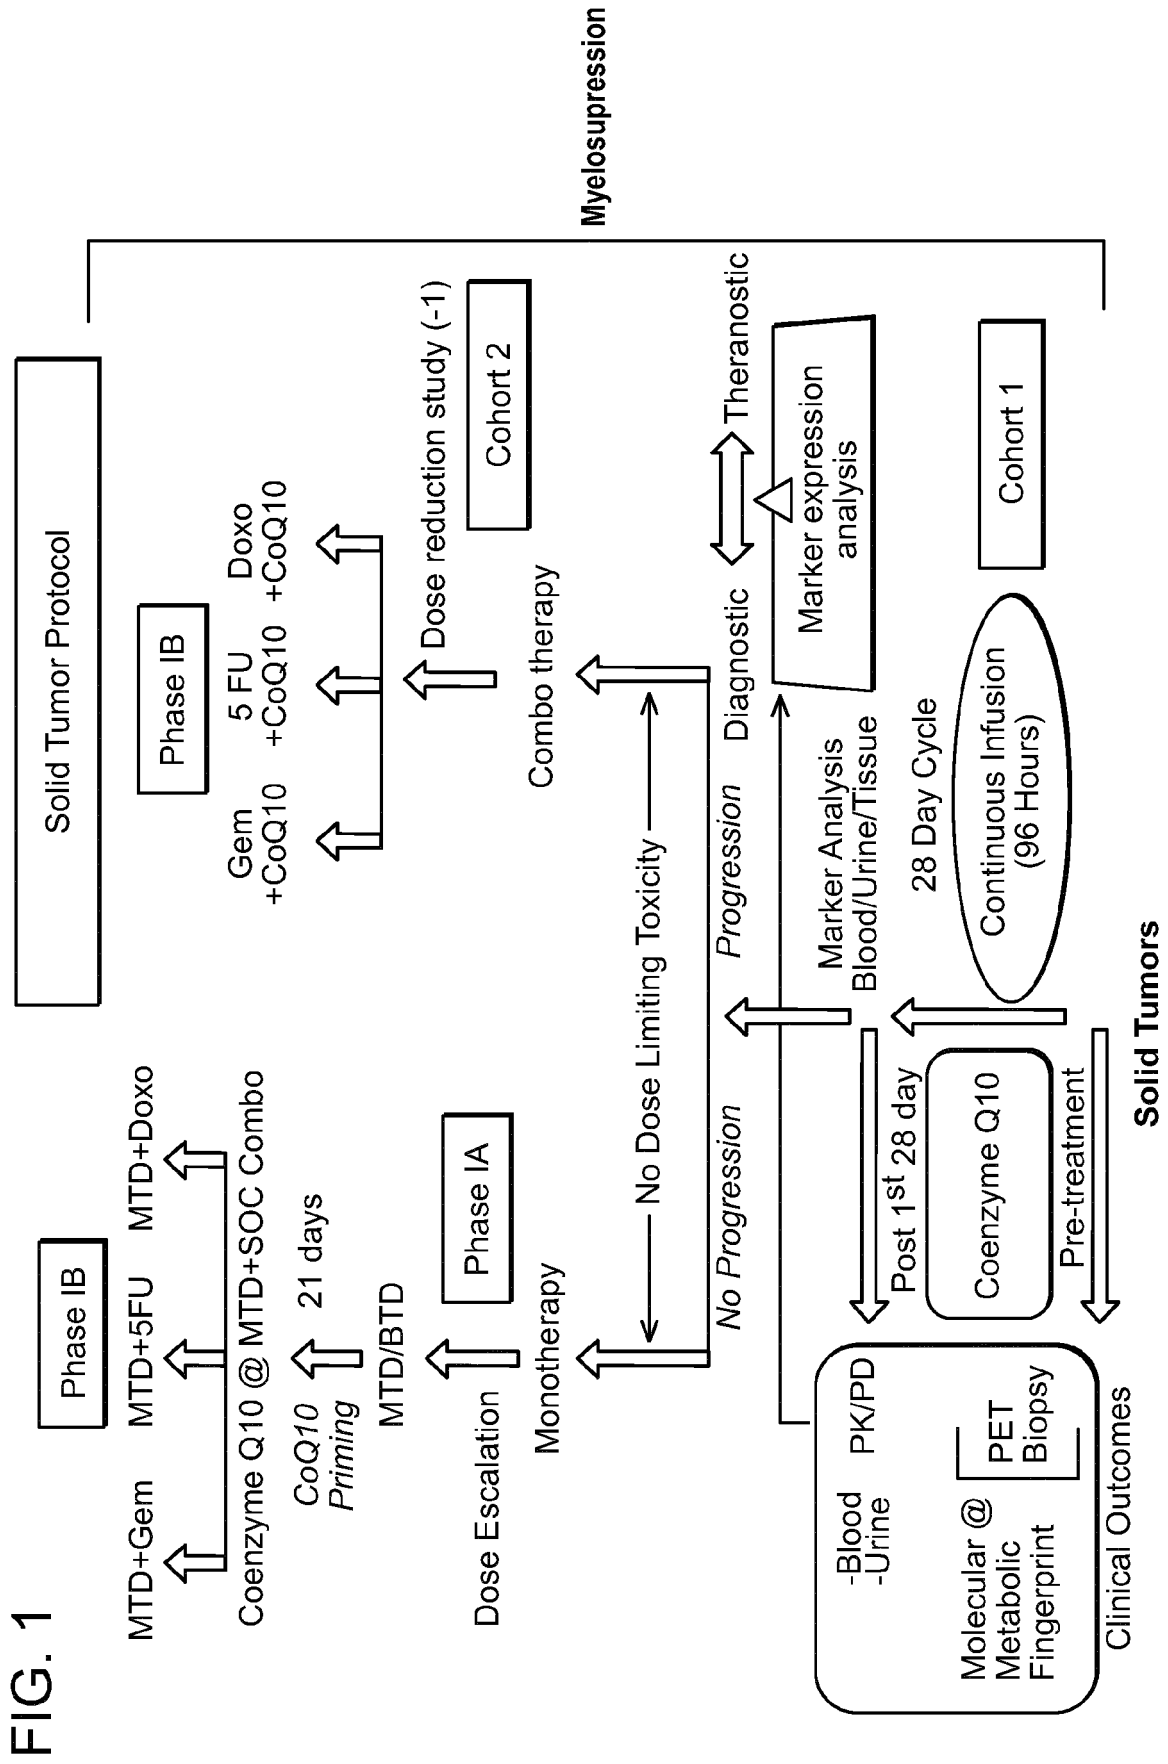 FIG. 1
Solid Tumor Protocol
Phase IB
MTD+Gem
MTD+5FU
MTD+Doxo
Coenzyme Q10 @ MTD+SOC Combo
CoQ10
Priming
21 days
MTD/BTD
Dose Escalation
Phase IA
Monotherapy
Phase IB
Gem
+CoQ10
5 FU
+CoQ10
Doxo
+CoQ10
Dose reduction study (-1)
Cohort 2
Combo therapy
No Dose Limiting Toxicity
No Progression
Progression
Diagnostic
Theranostic
Marker expression
analysis
Marker Analysis
Blood/Urine/Tissue
-Blood
-Urine
PK/PD
Molecular @
Metabolic
Fingerprint
PET
Biopsy
Clinical Outcomes
Post 1st 28 day
Coenzyme Q10
Pre-treatment
28 Day Cycle
Continuous Infusion
(96 Hours)
Cohort 1
Solid Tumors
Myelosupression